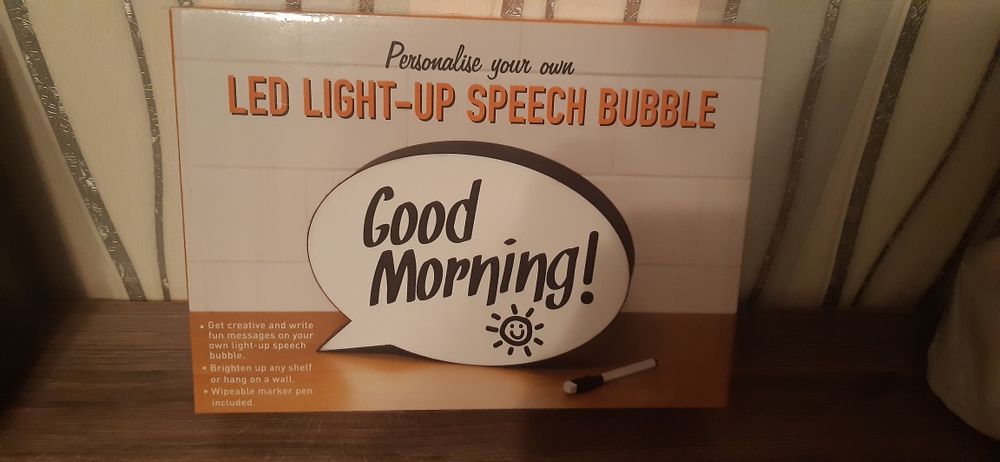 Personalise your own
LED LIGHT-UP SPEECH BUBBLE
Good
Morning!
• Get creative and write
fun messages on your
own light-up speech
bubble.
• Brighten up any shelf
or hang on a wall.
• Wipeable marker pen
included.